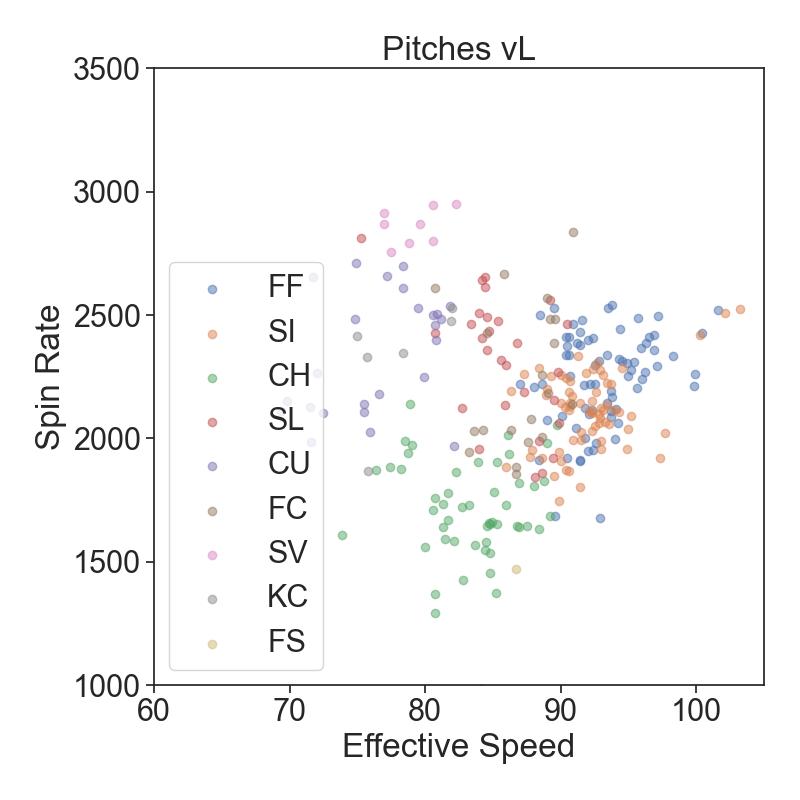 Pitches vL
3500
3000
2500
2000
1500
1000
Spin Rate
FF
SI
CH
SL
CU
FC
SV
KC
FS
60 70 80 90 100
Effective Speed